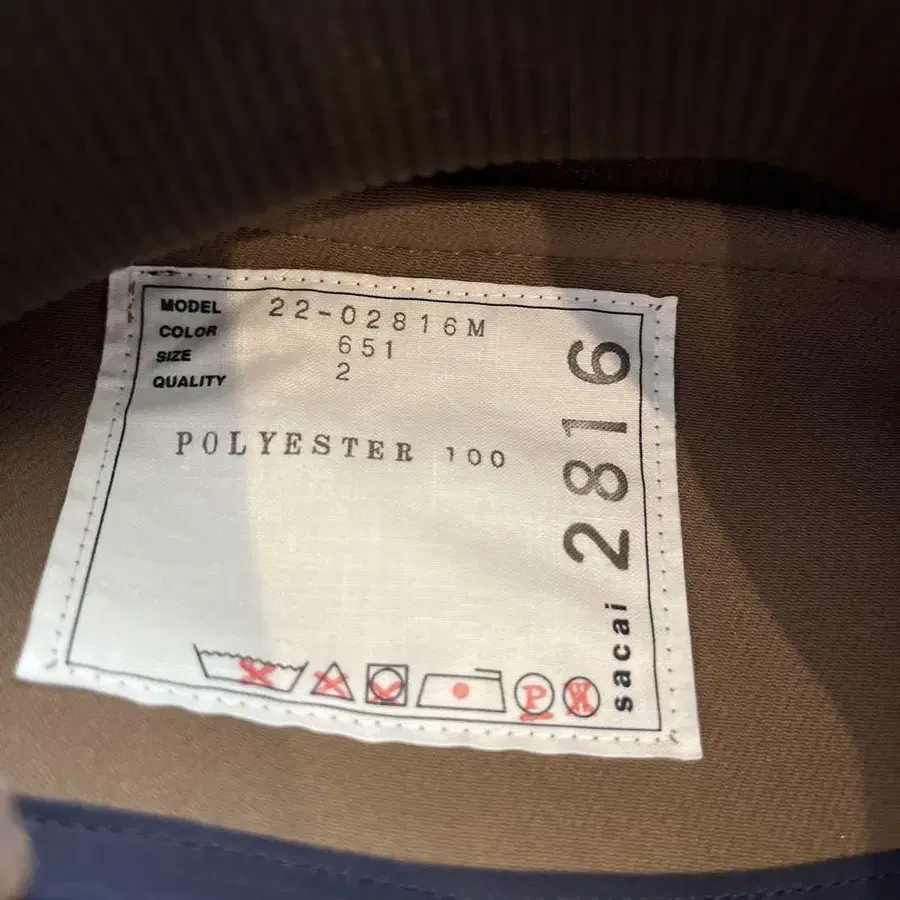 MODEL 22-02816M
COLOR 651
SIZE 2
QUALITY
POLYESTER 100
sacai 2816
P
W